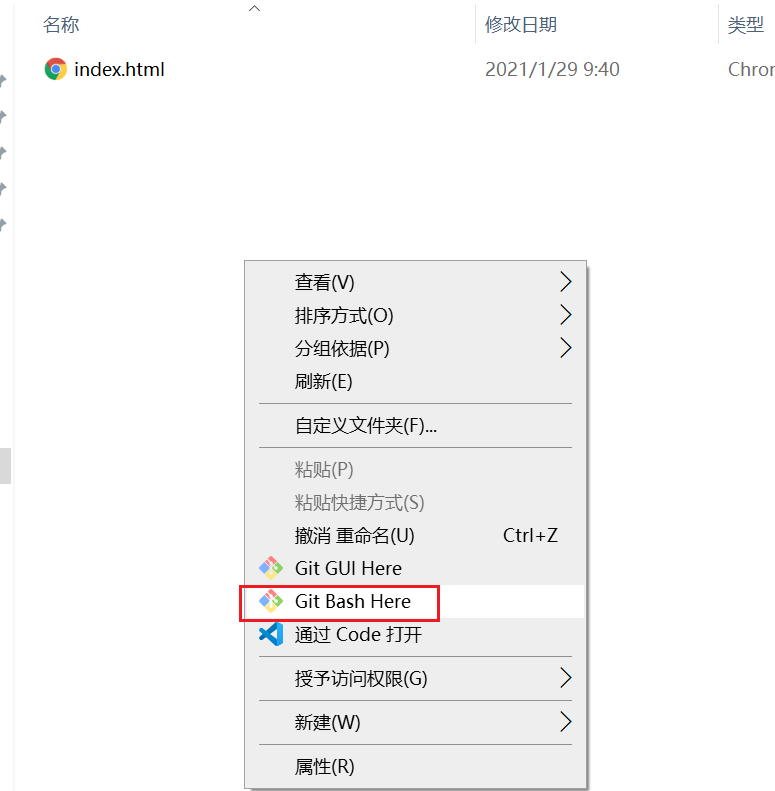 名称 修改日期 类型
index.html 2021/1/29 9:40 Chror
查看(V)
排序方式(O)
分组依据(P)
刷新(E)
自定义文件夹(F)...
粘贴(P)
粘贴快捷方式(S)
撤消 重命名(U) Ctrl+Z
Git GUI Here
Git Bash Here
通过 Code 打开
授予访问权限(G)
新建(W)
属性(R)